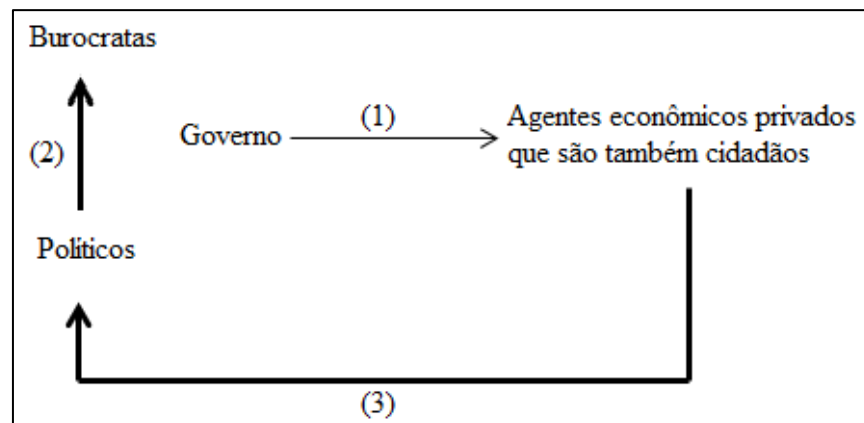 Burocratas
(1)
Agentes econômicos privados
Governo
que são também cidadãos
(2)
Políticos
(3)